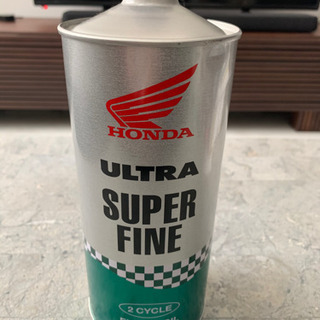 HONDA
ULTRA
SUPER
FINE
2 CYCLE